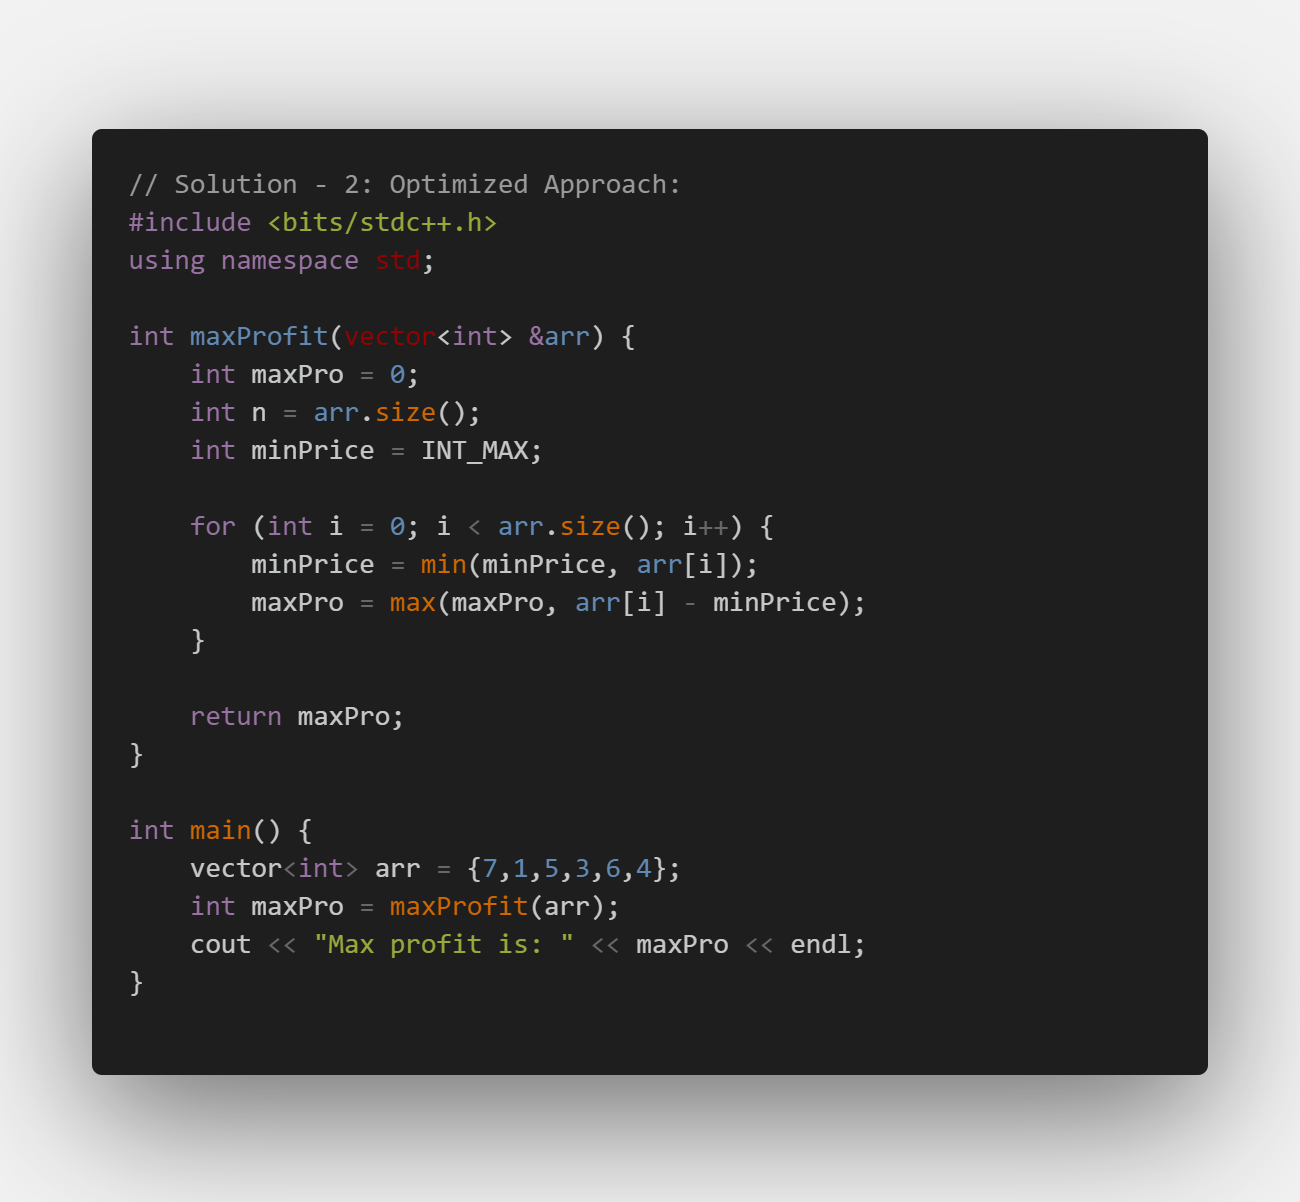 // Solution - 2: Optimized Approach:
#include <bits/stdc++.h>
using namespace std;
int maxProfit(vector<int> &arr) {
    int maxPro = 0;
    int n = arr.size();
    int minPrice = INT_MAX;
    for (int i = 0; i < arr.size(); i++) {
        minPrice = min(minPrice, arr[i]);
        maxPro = max(maxPro, arr[i] - minPrice);
    }
    return maxPro;
}
int main() {
    vector<int> arr = {7,1,5,3,6,4};
    int maxPro = maxProfit(arr);
    cout << "Max profit is: " << maxPro << endl;
}